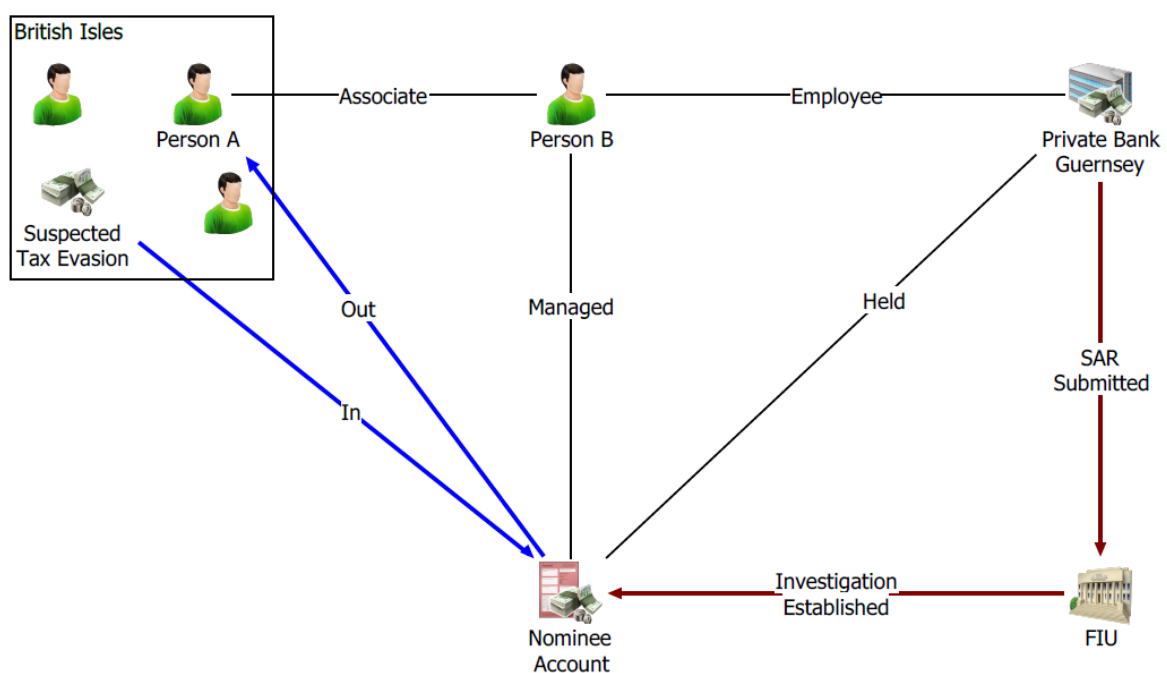 British Isles
Associate
Employee
Person A
Person B
Private Bank
Guernsey
Suspected
Tax Evasion
Out
Managed
Held
SAR
Submitted
In
Investigation
Established
Nominee
Account
FIU